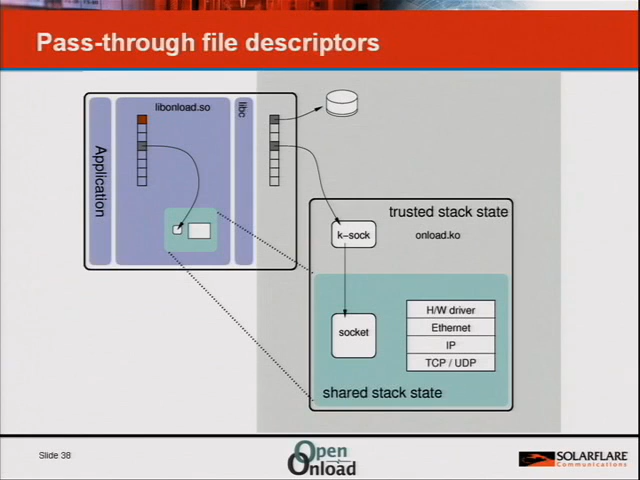 Pass-through file descriptors
libonload.so
libc
Application
trusted stack state
k-sock
onload.ko
socket
H/W driver
Ethernet
IP
TCP / UDP
shared stack state
Slide 38
Open
Onload
SOLARFLARE
Communications